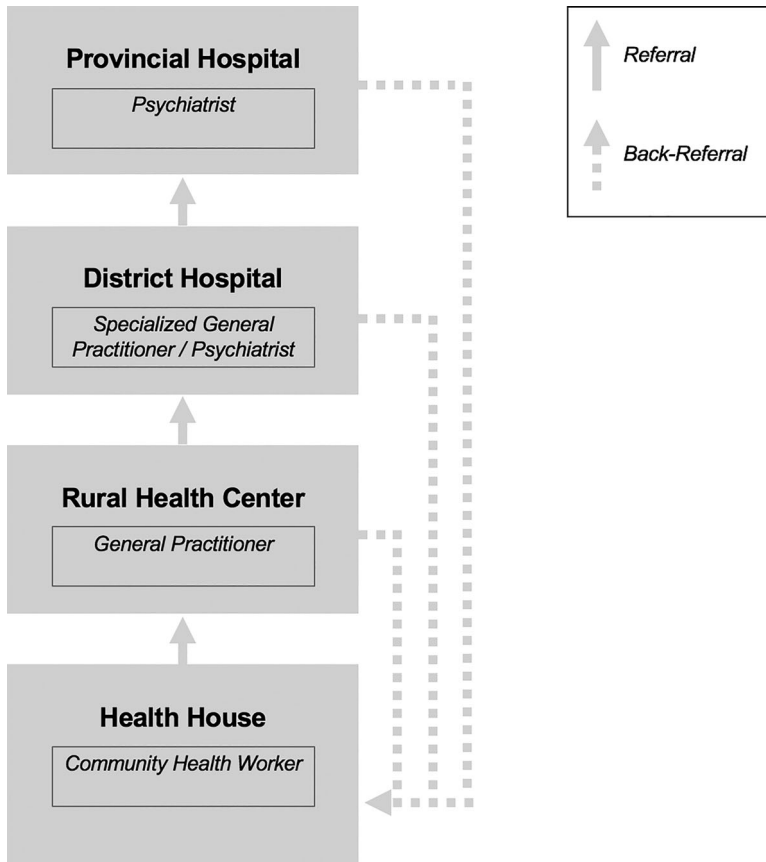 Provincial Hospital
Psychiatrist
District Hospital
Specialized General
Practitioner / Psychiatrist
Rural Health Center
General Practitioner
Health House
Community Health Worker
Referral
Back-Referral